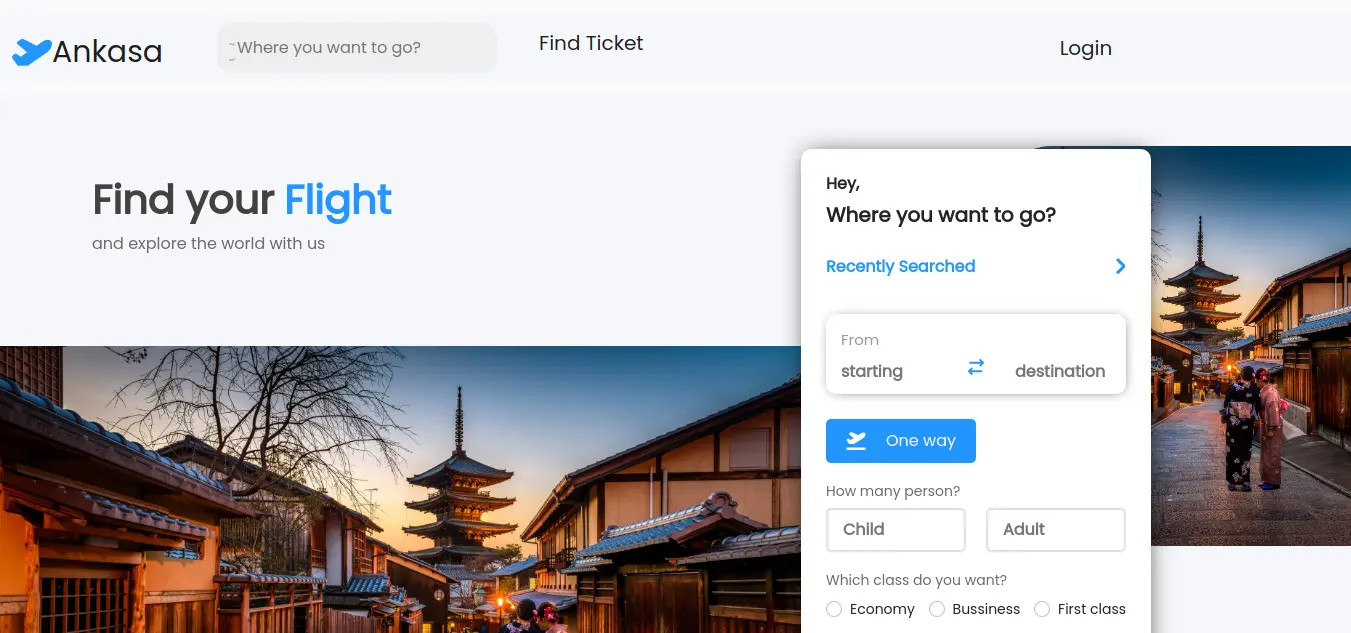 Ankasa
Where you want to go?
Find Ticket
Login
Find your Flight
and explore the world with us
Hey,
Where you want to go?
Recently Searched
From
starting
destination
One way
How many person?
Child
Adult
Which class do you want?
Economy
Bussiness
First class